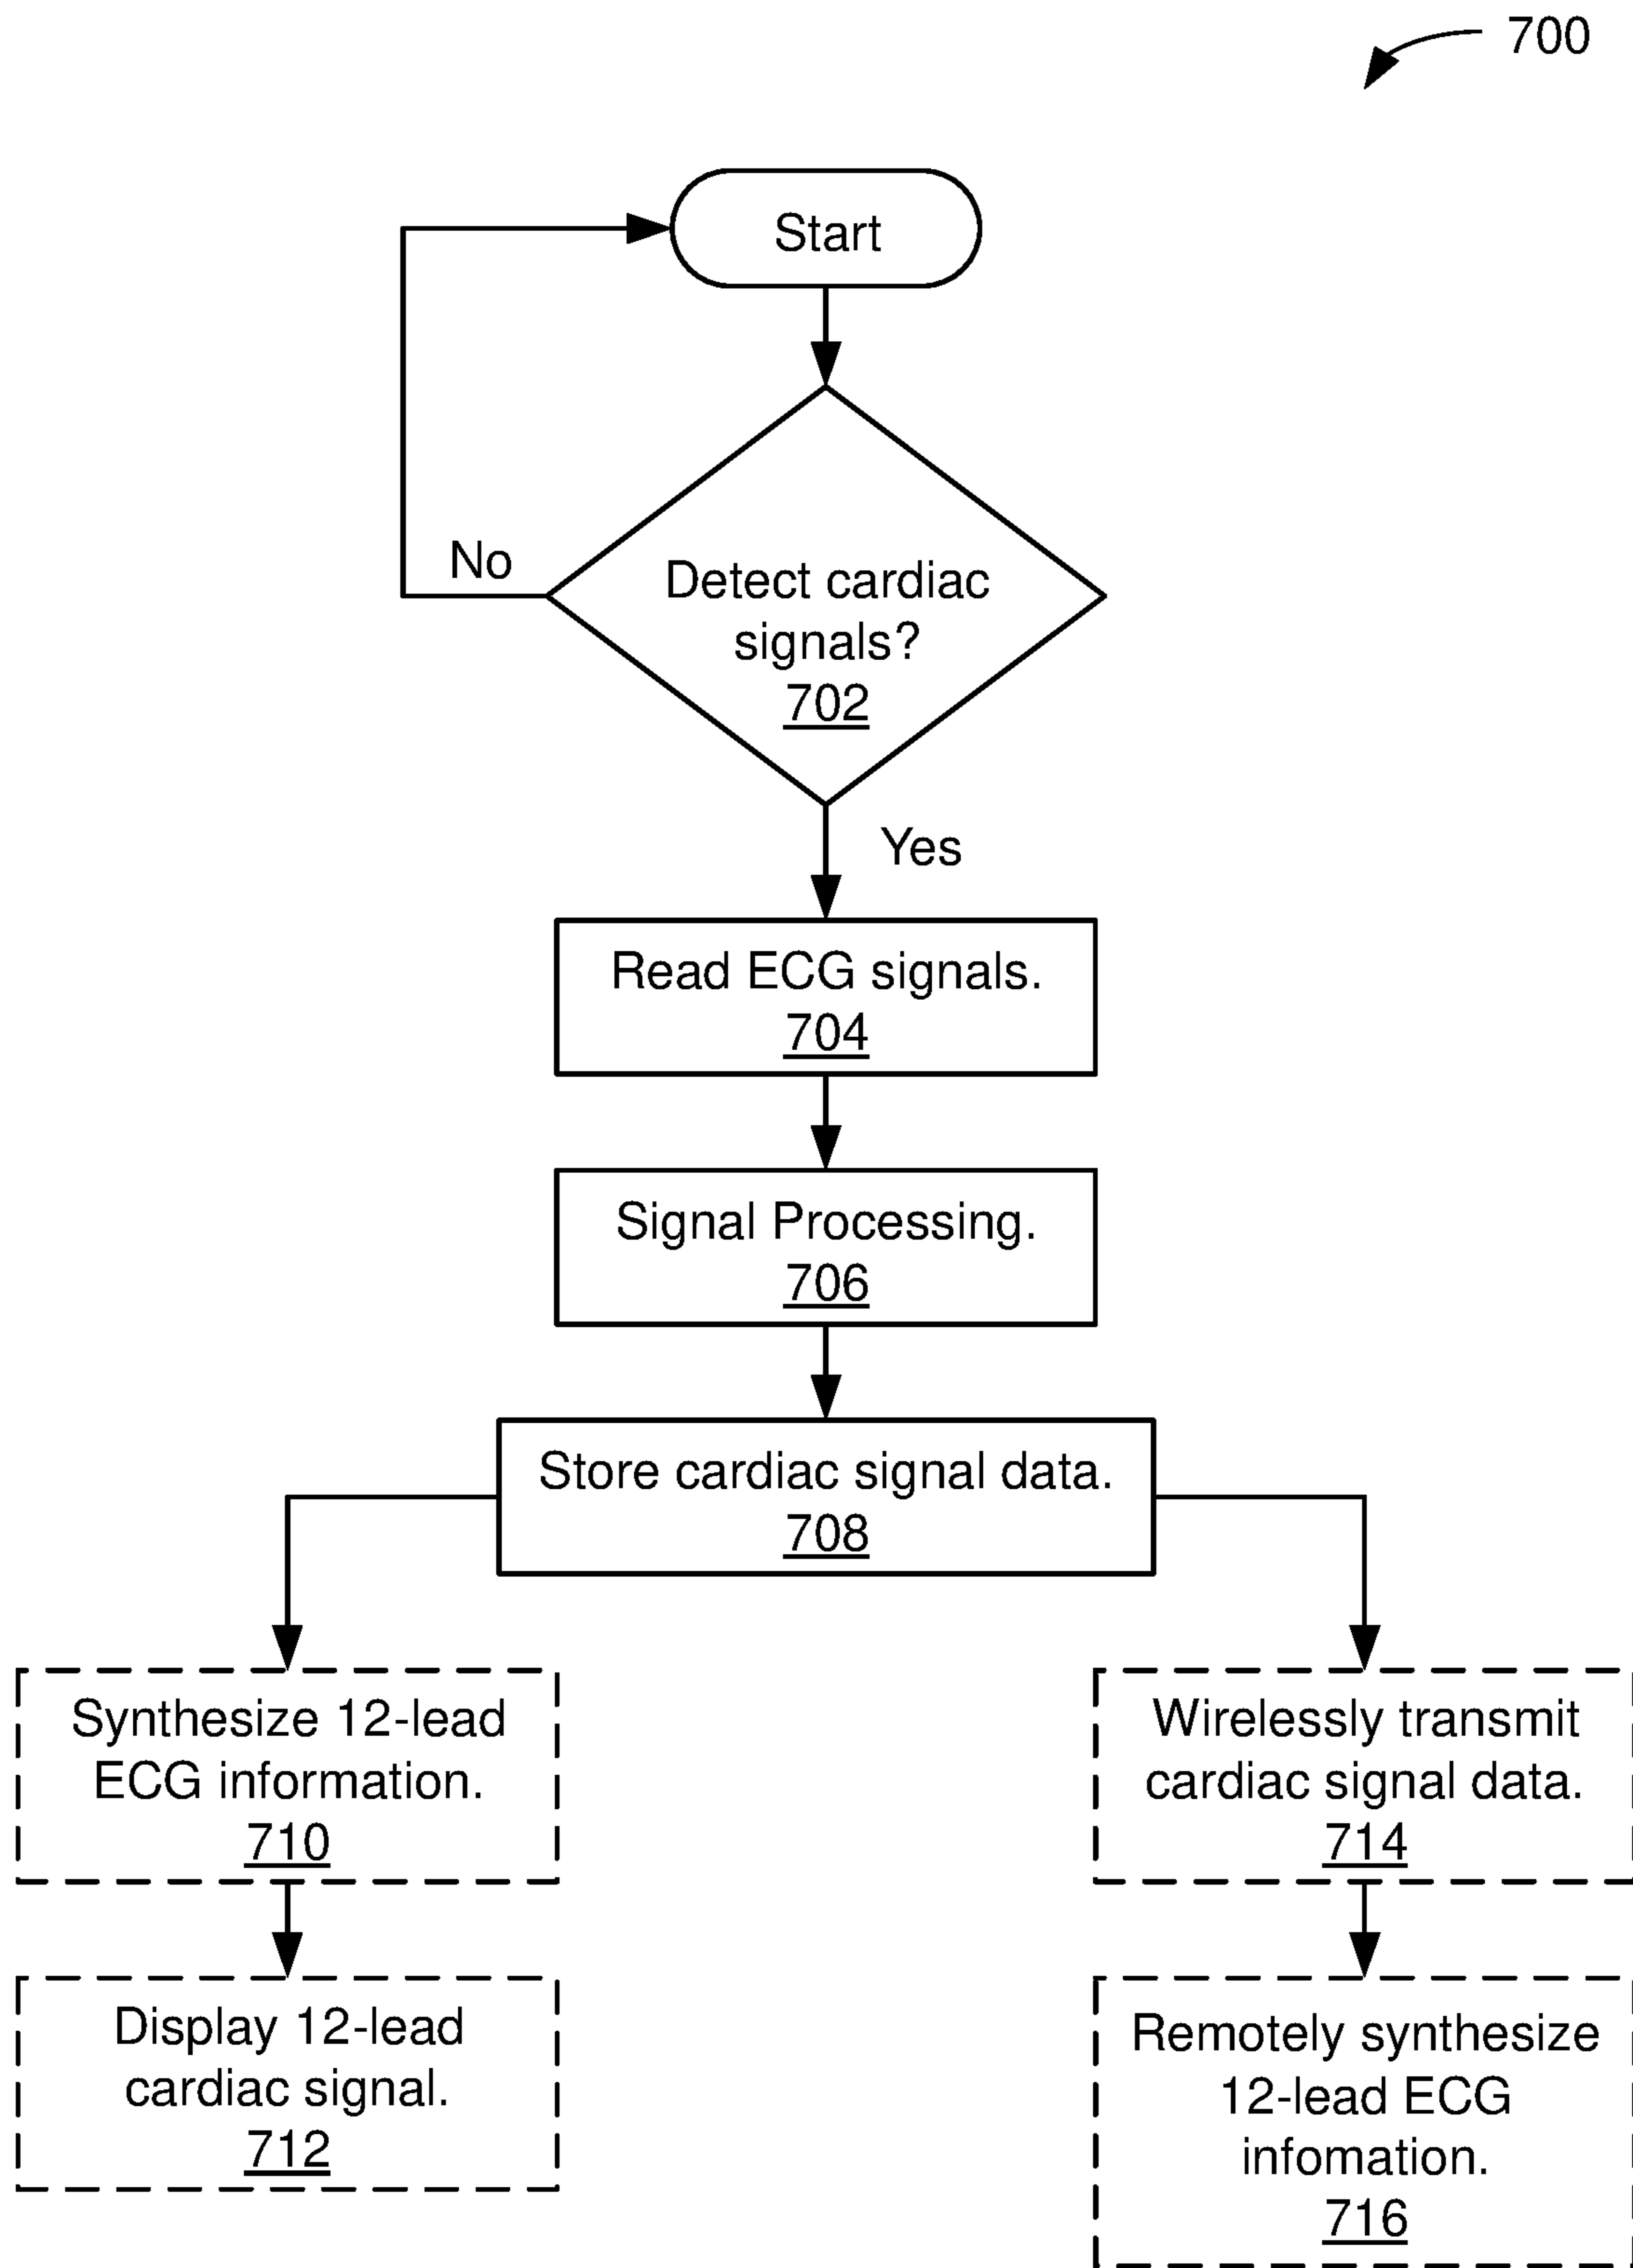 700
Start
No
Detect cardiac
signals?
702
Yes
Read ECG signals.
704
Signal Processing.
706
Store cardiac signal data.
708
Synthesize 12-lead
ECG information.
710
Wirelessly transmit
cardiac signal data.
714
Display 12-lead
cardiac signal.
712
Remotely synthesize
12-lead ECG
infomation.
716